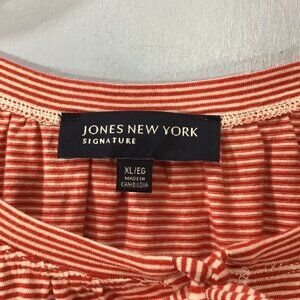 JONES NEW YORK
SIGNATURE
XL/EG
MADE IN
CAMBODIA